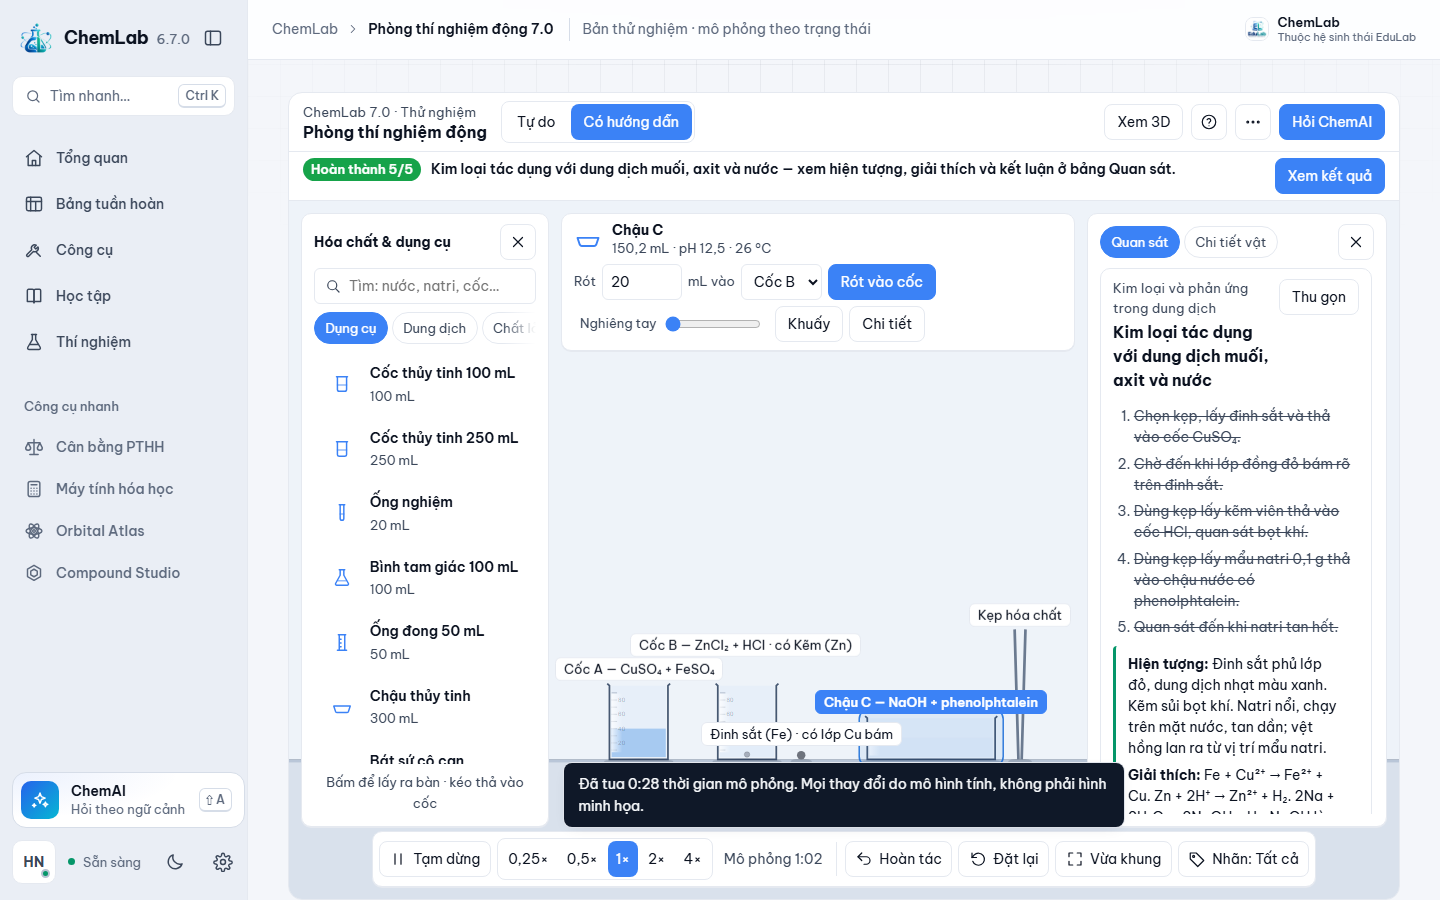 ChemLab 6.7.0
Tìm nhanh... Ctrl K
Tổng quan
Bảng tuần hoàn
Công cụ
Học tập
Thí nghiệm
Công cụ nhanh
Cân bằng PTHH
Máy tính hóa học
Orbital Atlas
Compound Studio
ChemAI
Hỏi theo ngữ cảnh
⇧A
HN
Sẵn sàng
ChemLab > Phòng thí nghiệm động 7.0
Bản thử nghiệm · mô phỏng theo trạng thái
ChemLab
Thuộc hệ sinh thái EduLab
ChemLab 7.0 · Thử nghiệm
Phòng thí nghiệm động
Tự do
Có hướng dẫn
Xem 3D
Hỏi ChemAI
Hoàn thành 5/5
Kim loại tác dụng với dung dịch muối, axit và nước — xem hiện tượng, giải thích và kết luận ở bảng Quan sát.
Xem kết quả
Hóa chất & dụng cụ
Tìm: nước, natri, cốc...
Dụng cụ
Dung dịch
Chất
Cốc thủy tinh 100 mL
100 mL
Cốc thủy tinh 250 mL
250 mL
Ống nghiệm
20 mL
Bình tam giác 100 mL
100 mL
Ống đong 50 mL
50 mL
Chậu thủy tinh
300 mL
Bát sứ cô cạn
Bấm để lấy ra bàn · kéo thả vào
cốc
Chậu C
150,2 mL · pH 12,5 · 26 °C
Rót 20 mL vào Cốc B Rót vào cốc
Nghiêng tay
Khuấy
Chi tiết
Kẹp hóa chất
Cốc B — ZnCl₂ + HCl · có Kẽm (Zn)
Cốc A — CuSO₄ + FeSO₄
Chậu C — NaOH + phenolphtalein
Đinh sắt (Fe) · có lớp Cu bám
Đã tua 0:28 thời gian mô phỏng. Mọi thay đổi do mô hình tính, không phải hình
minh họa.
Quan sát
Chi tiết vật
Kim loại và phản ứng
trong dung dịch
Thu gọn
Kim loại tác dụng
với dung dịch muối,
axit và nước
1. Chọn kẹp, lấy đinh sắt và thả
vào cốc CuSO₄.
2. Chờ đến khi lớp đồng đỏ bám rõ
trên đinh sắt.
3. Dùng kẹp lấy kẽm viên thả vào
cốc HCl, quan sát bọt khí.
4. Dùng kẹp lấy mẩu natri 0,1 g thả
vào chậu nước có
phenolphtalein.
5. Quan sát đến khi natri tan hết.
Hiện tượng: Đinh sắt phủ lớp
đỏ, dung dịch nhạt màu xanh.
Kẽm sủi bọt khí. Natri nổi, chạy
trên mặt nước, tan dần; vệt
hồng lan ra từ vị trí mẩu natri.
Giải thích: Fe + Cu²⁺ → Fe²⁺ +
Cu. Zn + 2H⁺ → Zn²⁺ + H₂. 2Na +
Tạm dừng
0,25×
0,5×
1×
2×
4×
Mô phỏng 1:02
Hoàn tác
Đặt lại
Vừa khung
Nhãn: Tất cả